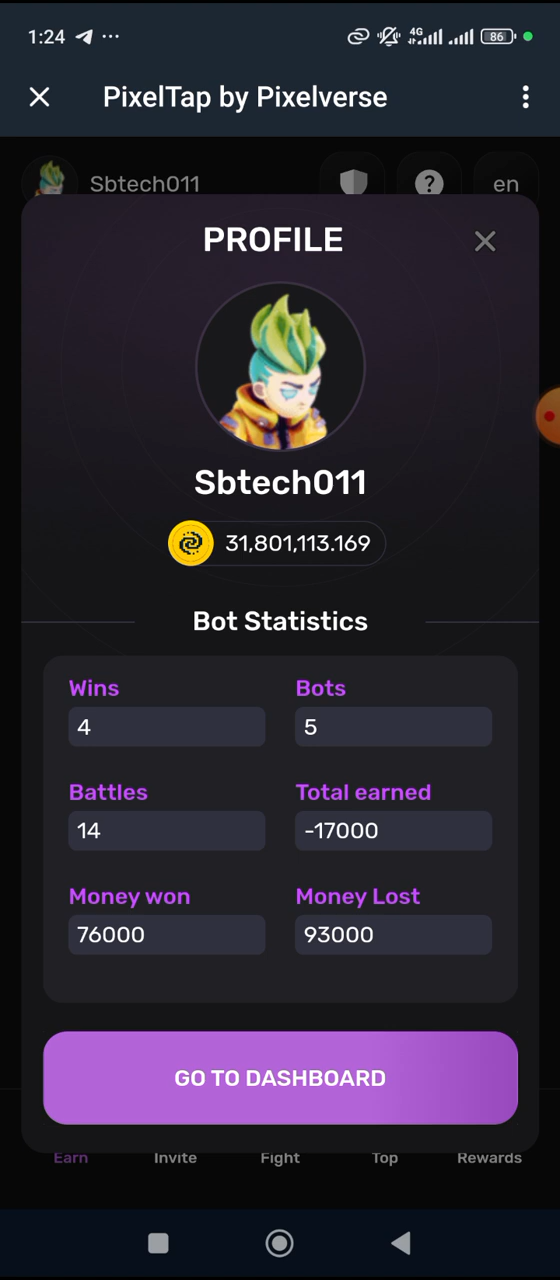 1:24 ··· 4G 86
PixelTap by Pixelverse
Sbtech011 ? en
PROFILE
Sbtech011
31,801,113.169
Bot Statistics
Wins Bots
4 5
Battles Total earned
14 -17000
Money won Money Lost
76000 93000
GO TO DASHBOARD
Earn Invite Fight Top Rewards